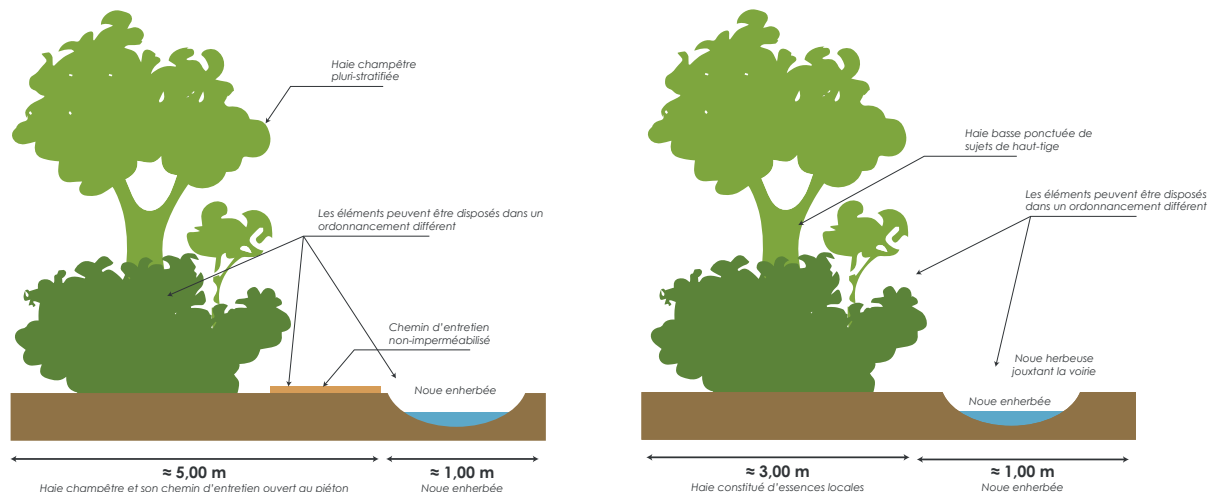 Haie champêtre
pluri-stratifiée
Les éléments peuvent être disposés dans un
ordonnancement différent
Chemin d'entretien
non-imperméabilisé
Noue enherbée
≈ 5,00 m
Haie champêtre et son chemin d'entretien ouvert au piéton
≈ 1,00 m
Noue enherbée
Haie basse ponctuée de
sujets de haut-tige
Les éléments peuvent être disposés
dans un ordonnancement différent
Noue herbeuse
jouxtant la voirie
Noue enherbée
≈ 3,00 m
Haie constitué d'essences locales
≈ 1,00 m
Noue enherbée